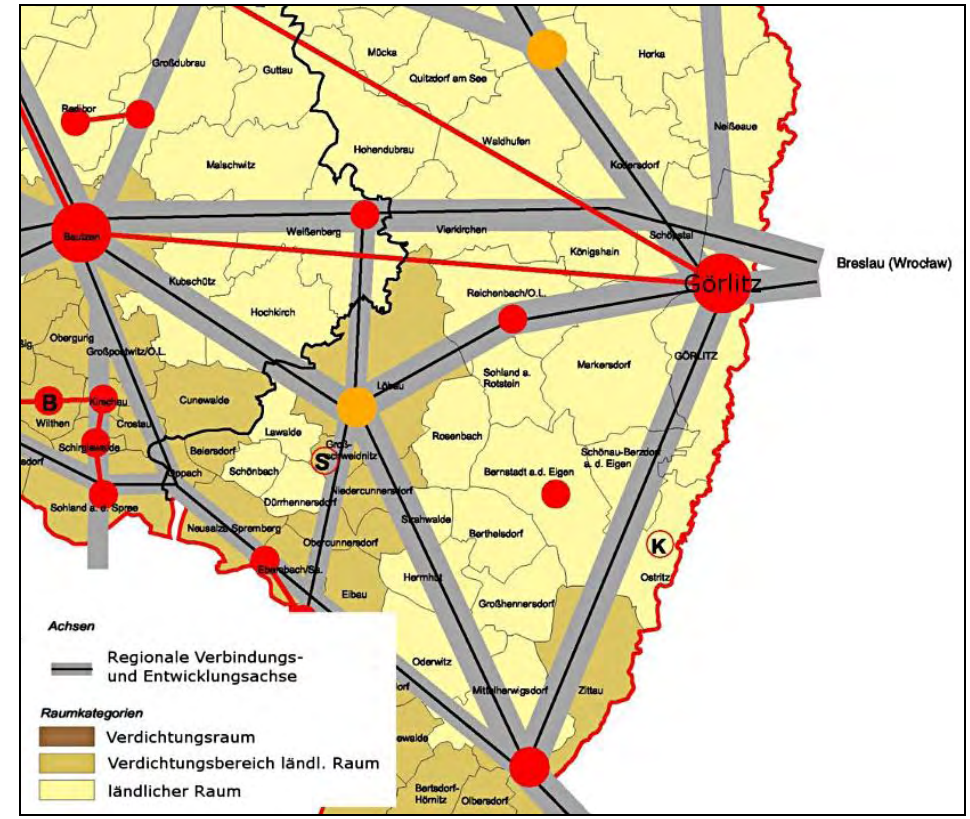 Mücka
Horka
Großdubrau
Guttau
Quitzdorf am See
Radibor
Neißeaue
Waldhufen
Hohendubrau
Malschwitz
Kodersdorf
Weißenberg
Vierkirchen
Schöpstal
Bautzen
Königshain
Breslau (Wrocław)
Kubschütz
Görlitz
Reichenbach/O.L.
Hochkirch
Obergurig
Großpostwitz/O.L.
GÖRLITZ
Markersdorf
Sohland a.
Rotstein
Löbau
B
Kirschau
Cunewalde
Wilthen
Crostau
Lawalde
Rosenbach
Schirgiswalde
Beiersdorf
Groß-
schweidnitz
S
Schönbach
Schönau-Berzdorf
a. d. Eigen
Bernstadt a.d. Eigen
Oppach
Niedercunnersdorf
Dürrhennersdorf
Sohland a. d. Spree
Strahwalde
Neusalza-Spremberg
Berthelsdorf
Obercunnersdorf
K
Ebersbach/Sa.
Herrnhut
Ostritz
Eibau
Großhennersdorf
Oderwitz
Mittelherwigsdorf
Zittau
Bertsdorf-
Hörnitz
Olbersdorf
Achsen
Regionale Verbindungs-
und Entwicklungsachse
Raumkategorien
Verdichtungsraum
Verdichtungsbereich ländl. Raum
ländlicher Raum